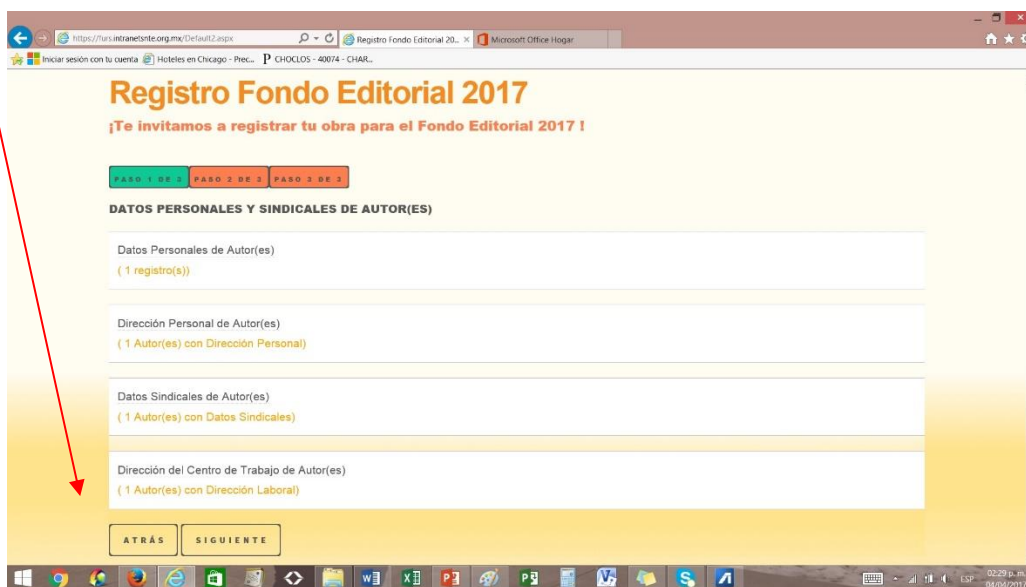 https://furs.intranetsnte.org.mx/Default2.aspx
Registro Fondo Editorial 20...
Microsoft Office Hogar
Iniciar sesión con tu cuenta
Hoteles en Chicago - Prec...
CHOCLOS - 40074 - CHAR...
Registro Fondo Editorial 2017
¡Te invitamos a registrar tu obra para el Fondo Editorial 2017 !
PASO 1 DE 3 PASO 2 DE 3 PASO 3 DE 3
DATOS PERSONALES Y SINDICALES DE AUTOR(ES)
Datos Personales de Autor(es)
( 1 registro(s))
Dirección Personal de Autor(es)
( 1 Autor(es) con Dirección Personal)
Datos Sindicales de Autor(es)
( 1 Autor(es) con Datos Sindicales)
Dirección del Centro de Trabajo de Autor(es)
( 1 Autor(es) con Dirección Laboral)
ATRÁS SIGUIENTE
ESP
02:29 p. m.
04/04/2017